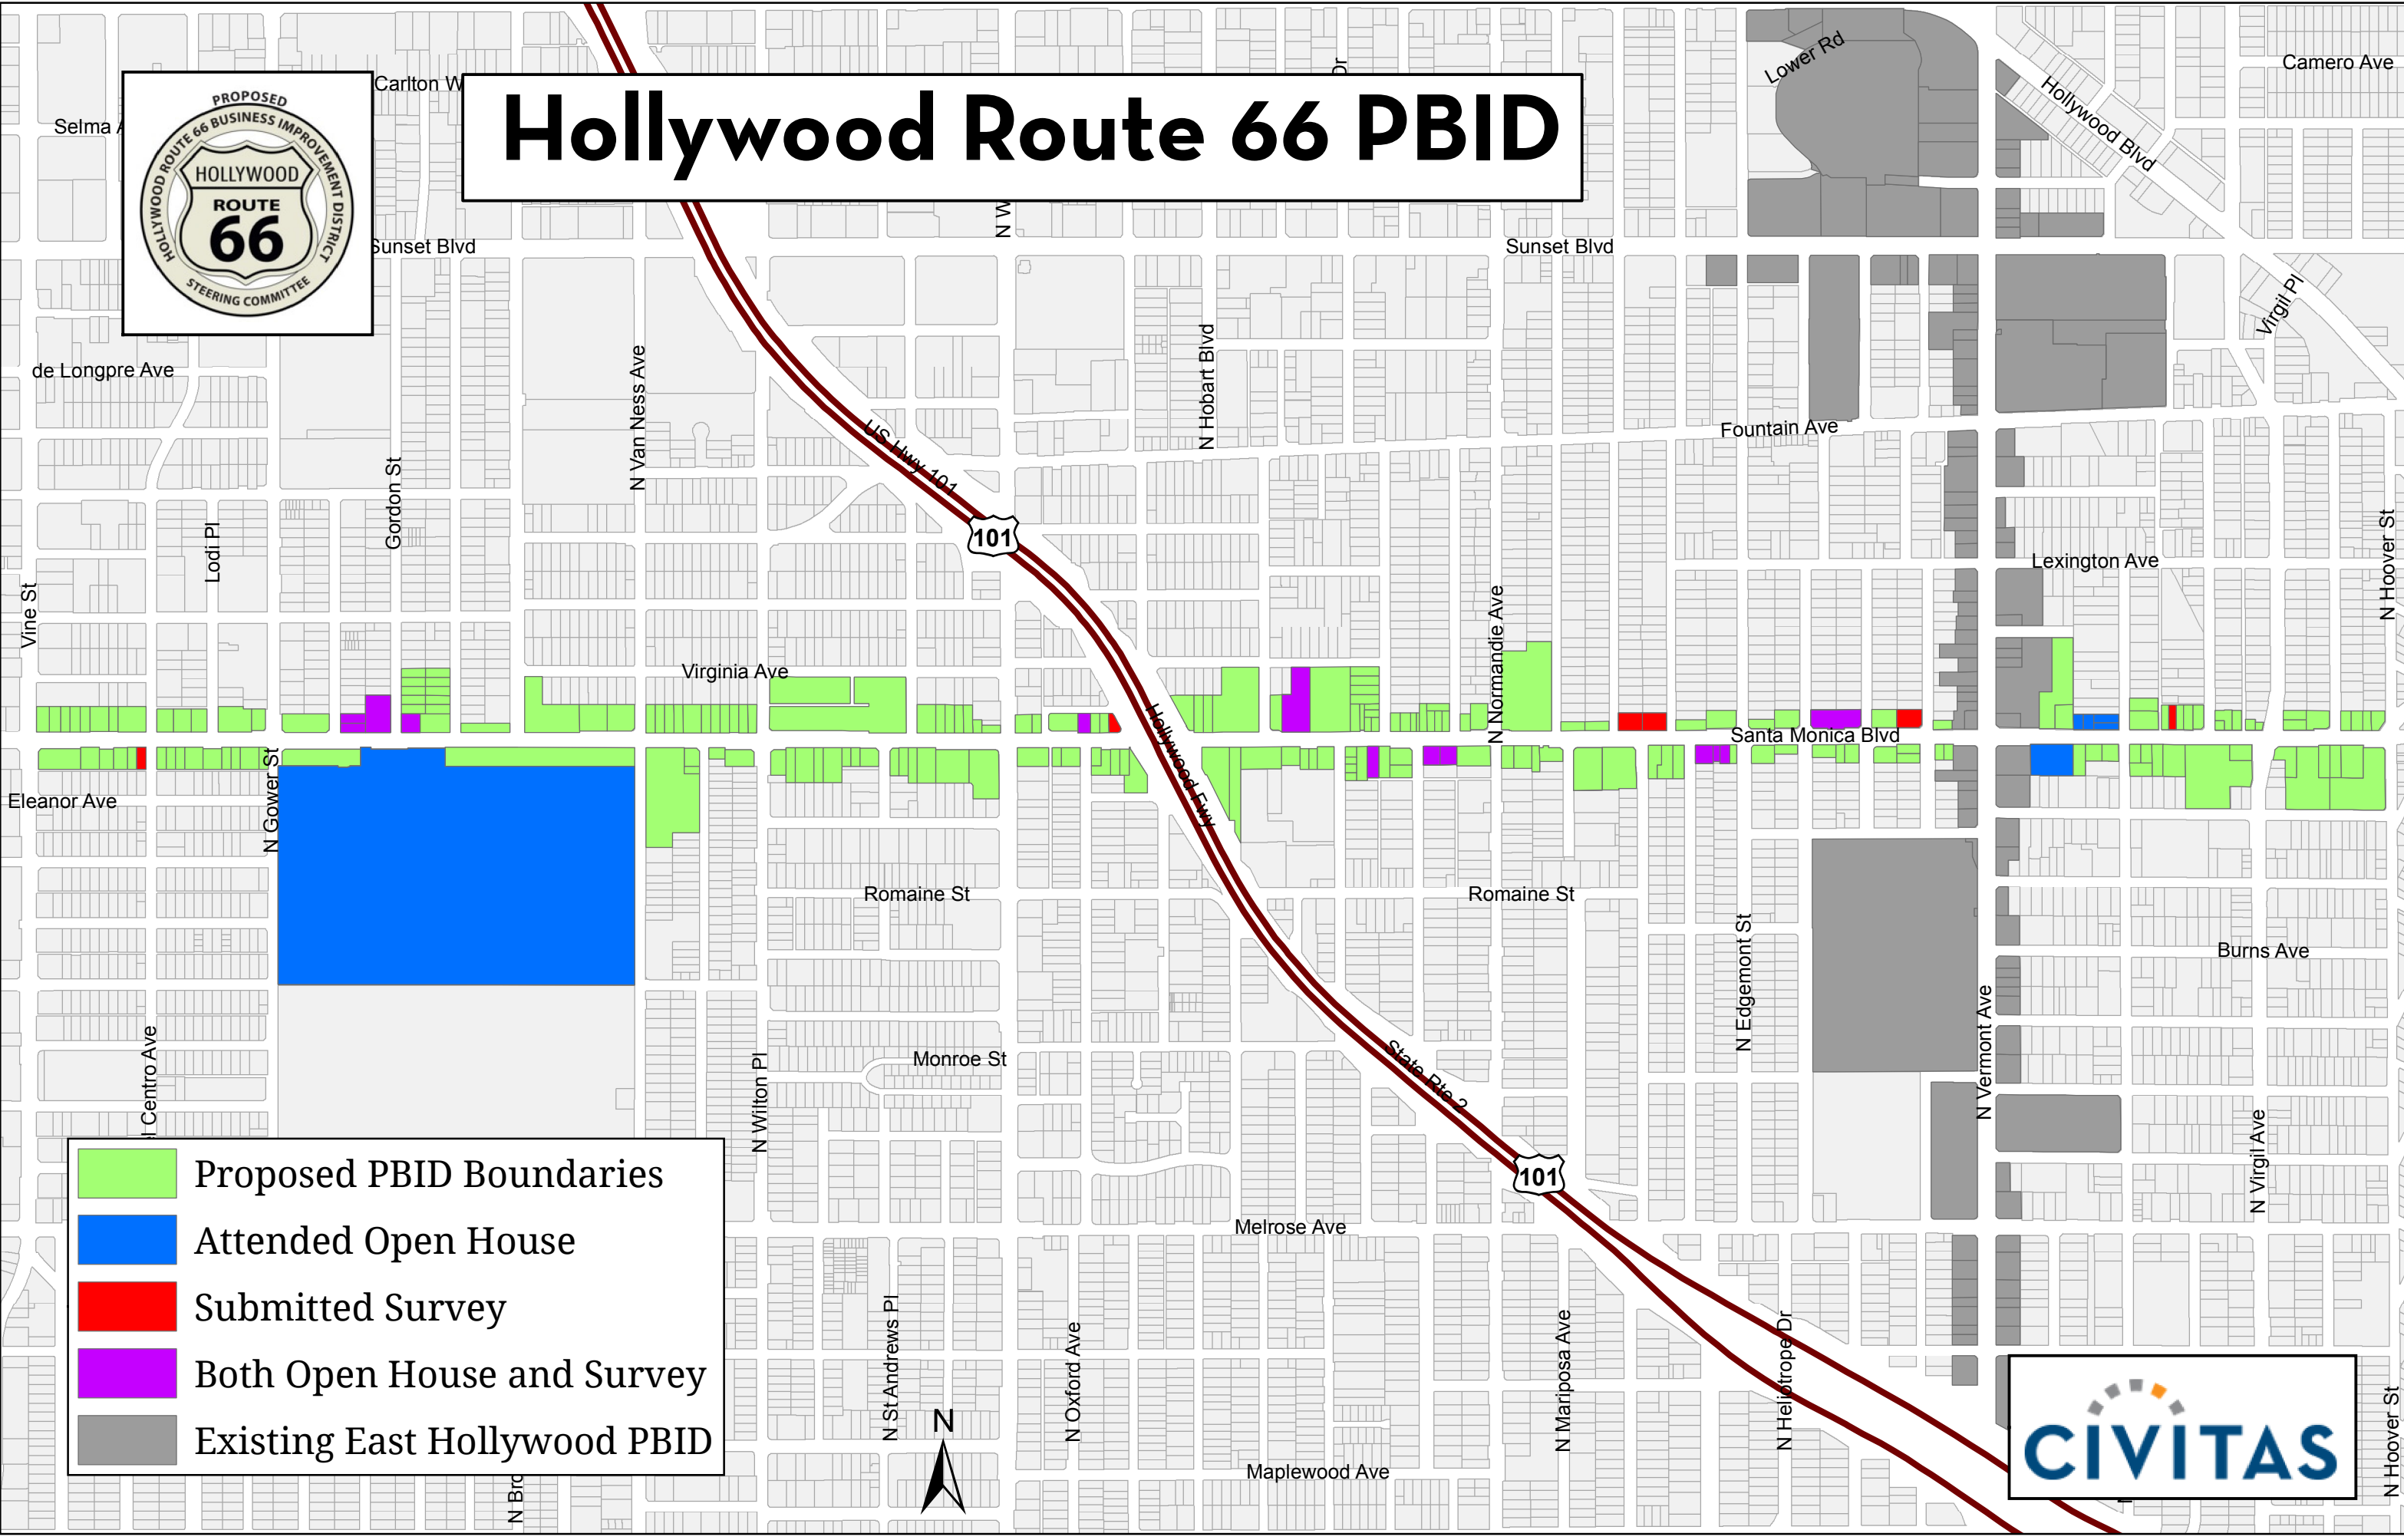 Hollywood Route 66 PBID
PROPOSED
HOLLYWOOD ROUTE 66 BUSINESS IMPROVEMENT DISTRICT
STEERING COMMITTEE
HOLLYWOOD
ROUTE
66
Carlton W
Selma A
Dr
Lower Rd
Hollywood Blvd
Camero Ave
N W
Sunset Blvd
Sunset Blvd
Virgil Pl
de Longpre Ave
N Van Ness Ave
N Hobart Blvd
US Hwy 101
Fountain Ave
Gordon St
Lodi Pl
101
Lexington Ave
N Hoover St
Vine St
N Normandie Ave
Virginia Ave
Hollywood Fwy
Santa Monica Blvd
N Gower St
Eleanor Ave
Romaine St
Romaine St
N Edgemont St
Burns Ave
N Vermont Ave
el Centro Ave
N Wilton Pl
Monroe St
State Rte 2
101
N Virgil Ave
Melrose Ave
N St Andrews Pl
N Oxford Ave
N Mariposa Ave
N Heliotrope Dr
N Hoover St
Maplewood Ave
N Bro
N
Proposed PBID Boundaries
Attended Open House
Submitted Survey
Both Open House and Survey
Existing East Hollywood PBID
CIVITAS